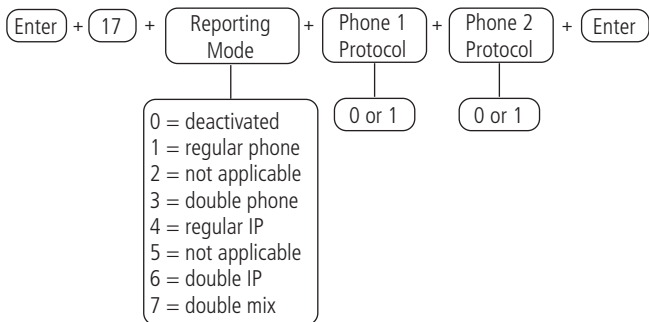 Enter + 17 + Reporting Mode + Phone 1 Protocol + Phone 2 Protocol + Enter
0 = deactivated
1 = regular phone
2 = not applicable
3 = double phone
4 = regular IP
5 = not applicable
6 = double IP
7 = double mix
0 or 1
0 or 1